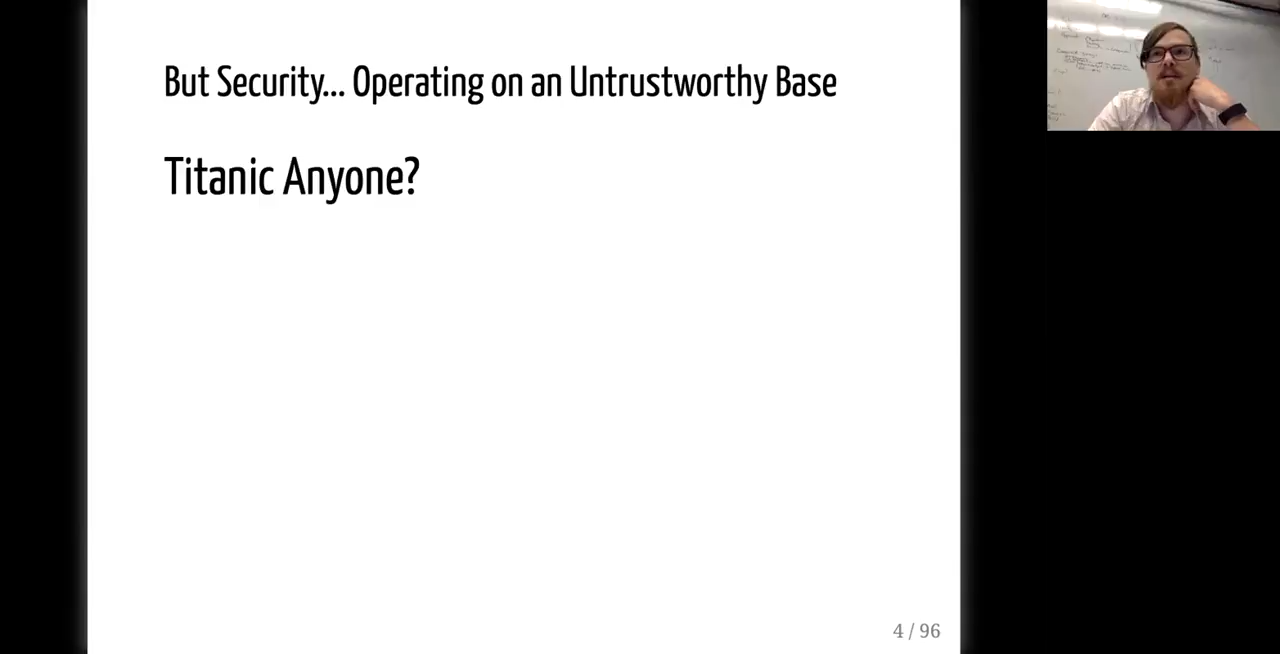 But Security... Operating on an Untrustworthy Base
Titanic Anyone?
4 / 96